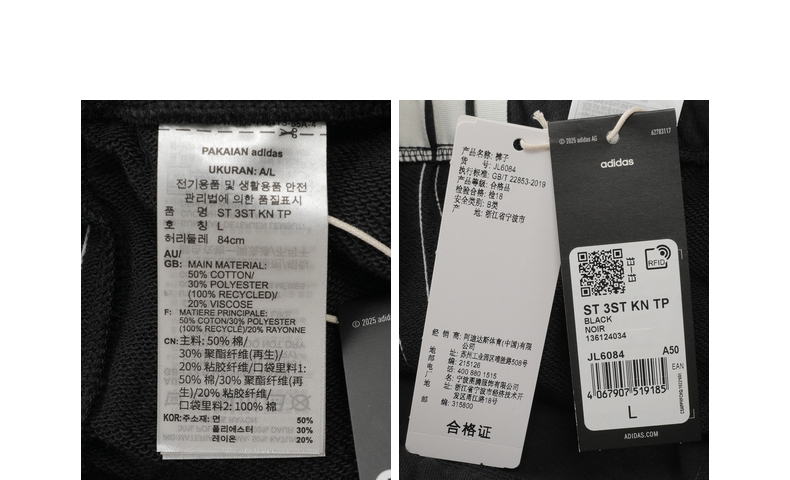 PAKAIAN adidas
UKURAN: A/L
전기용품 및 생활용품 안전
관리법에 의한 품질표시
품 명 ST 3ST KN TP
호 칭 L
허리둘레 84cm
AU/
GB: MAIN MATERIAL:
50% COTTON/
30% POLYESTER
(100% RECYCLED)/
20% VISCOSE
F: MATIERE PRINCIPALE:
50% COTON/30% POLYESTER
(100% RECYCLE)/20% RAYONNE
CN: 主料: 50% 棉/
30% 聚酯纤维(再生)/
20% 粘胶纤维/口袋里料1:
50% 棉/30% 聚酯纤维(再
生)/20% 粘胶纤维/
口袋里料2: 100% 棉
KOR: 주소재: 면 50%
폴리에스터 30%
레이온 20%
© 2025 adid
产品名称: 裤子
货 号: JL6084
执行标准: GB/T 22853-2019
产品等级: 合格品
检验合格: 检18
安全类别: B类
产 地: 浙江省宁波市
经 销 商: 阿迪达斯体育(中国)有限
公司
地 址: 苏州工业园区唯胜路508号
邮 编: 215126
电 话: 400 880 1515
厂 名: 宁波图腾服饰有限公司
地 址: 浙江省宁波市经济技术开
发区甬江路18号
邮 编: 315800
合格证
© 2025 adidas AG
62783117
adidas
RFID
ST 3ST KN TP
BLACK
NOIR
136124034
JL6084 A50
EAN
4 067907 519185
L
ADIDAS.COM